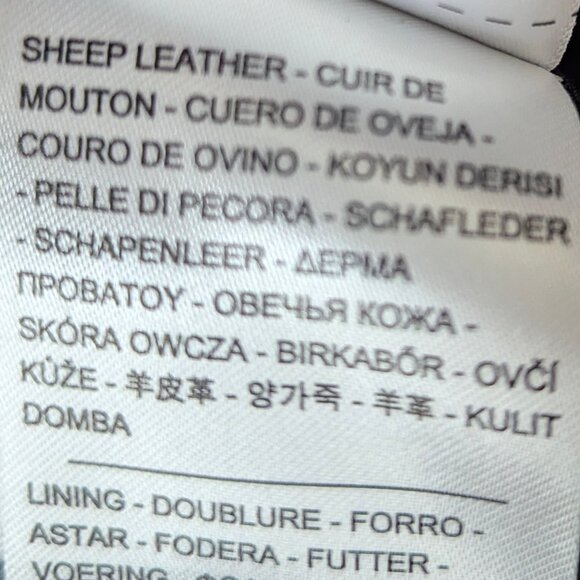 SHEEP LEATHER - CUIR DE
MOUTON - CUERO DE OVEJA -
COURO DE OVINO - KOYUN DERISI
- PELLE DI PECORA - SCHAFLEDER
- SCHAPENLEER - ΔΕΡΜΑ
ΠΡΟΒΑΤΟΥ - ОВЕЧЬЯ КОЖА -
SKÓRA OWCZA - BIRKABŐR - OVČÍ
KŮŽE - 羊皮革 - 양가죽 - 羊革 - KULIT
DOMBA
LINING - DOUBLURE - FORRO -
ASTAR - FODERA - FUTTER -
VOERING -